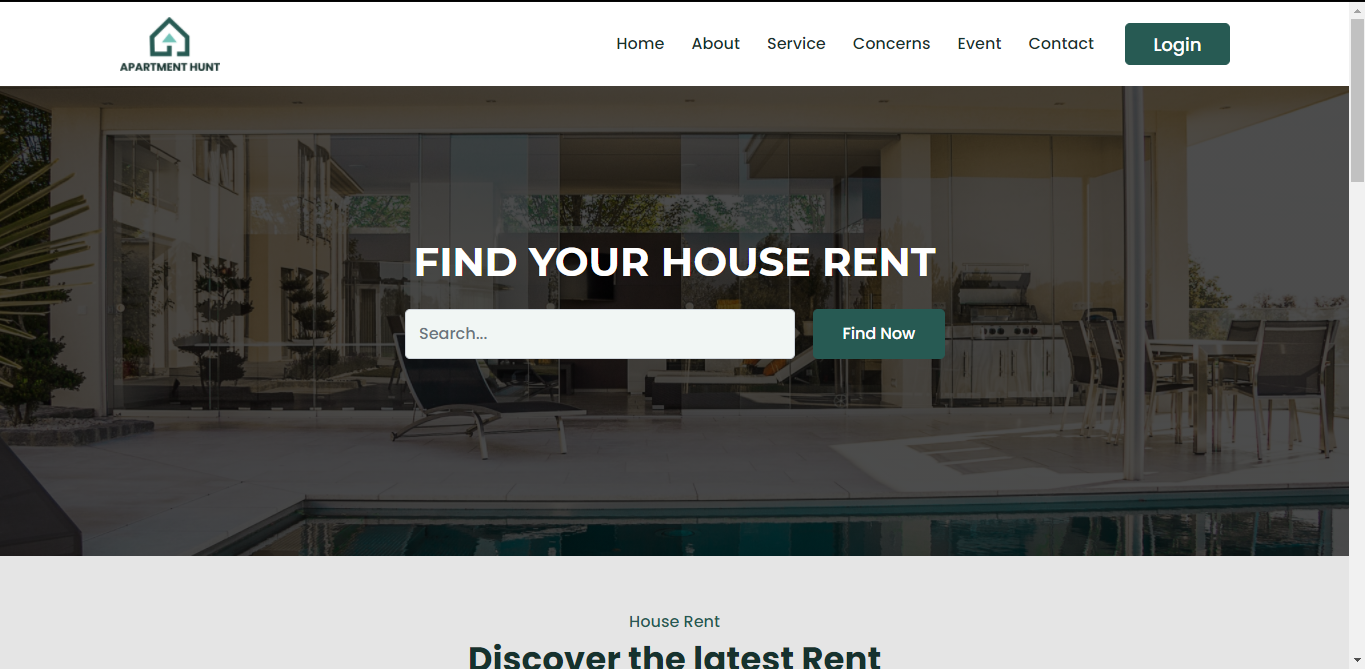 APARTMENT HUNT
Home About Service Concerns Event Contact Login
FIND YOUR HOUSE RENT
Search... Find Now
House Rent
Discover the latest Rent